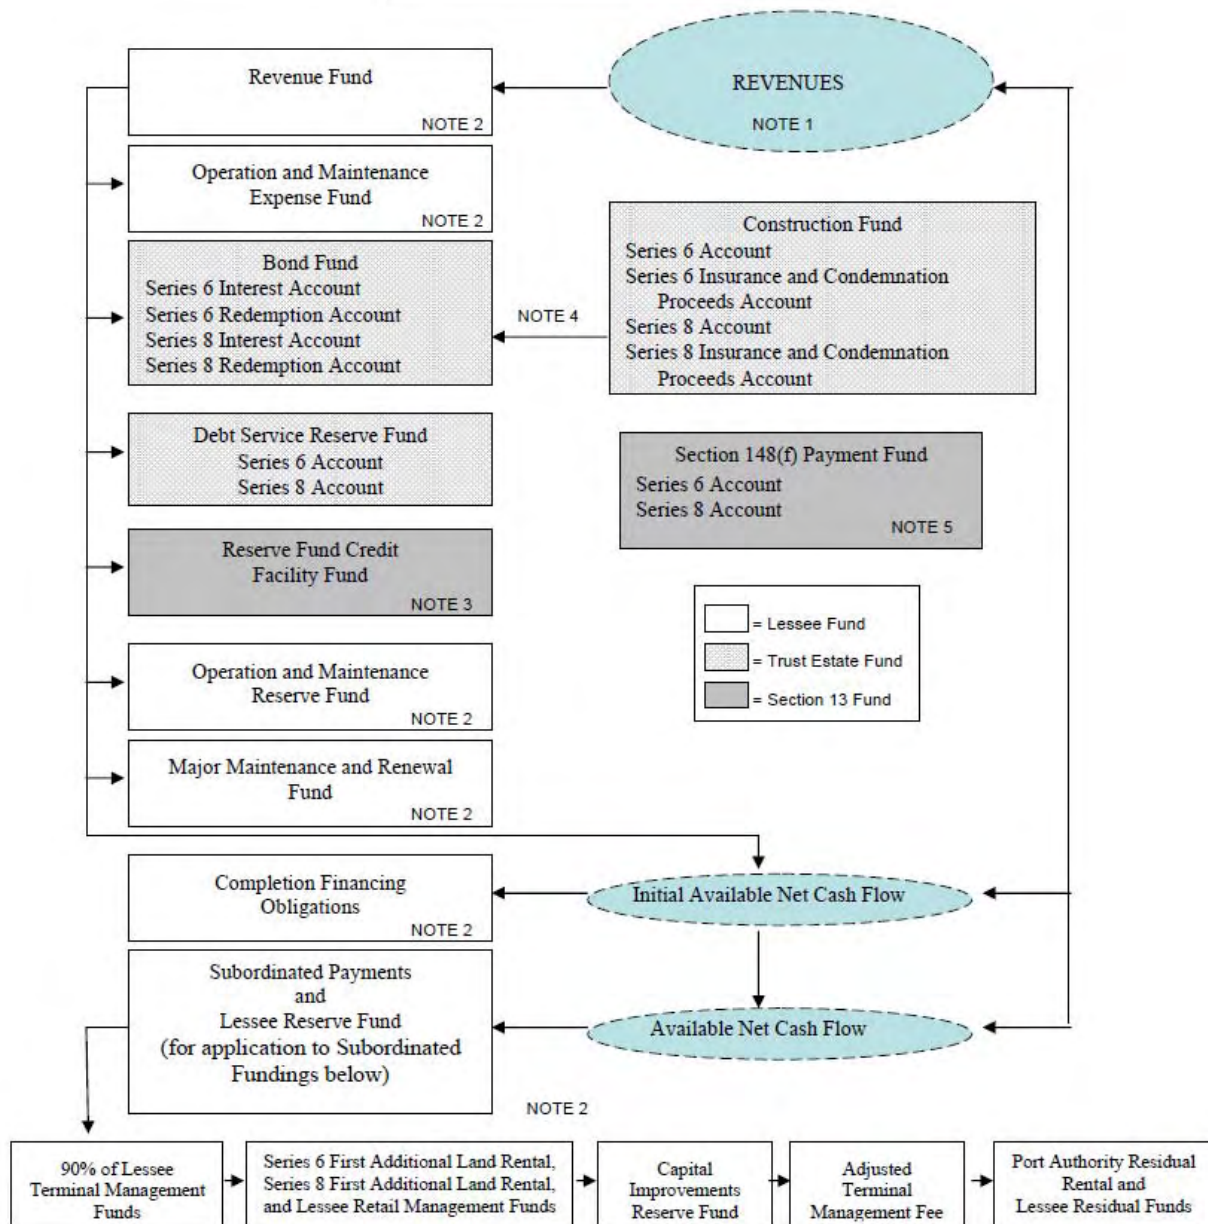 Revenue Fund
NOTE 2
REVENUES
NOTE 1
Operation and Maintenance
Expense Fund
NOTE 2
Construction Fund
Series 6 Account
Series 6 Insurance and Condemnation
Proceeds Account
Series 8 Account
Series 8 Insurance and Condemnation
Proceeds Account
Bond Fund
Series 6 Interest Account
Series 6 Redemption Account
Series 8 Interest Account
Series 8 Redemption Account
NOTE 4
Debt Service Reserve Fund
Series 6 Account
Series 8 Account
Section 148(f) Payment Fund
Series 6 Account
Series 8 Account
NOTE 5
Reserve Fund Credit
Facility Fund
NOTE 3
= Lessee Fund
= Trust Estate Fund
= Section 13 Fund
Operation and Maintenance
Reserve Fund
NOTE 2
Major Maintenance and Renewal
Fund
NOTE 2
Completion Financing
Obligations
NOTE 2
Initial Available Net Cash Flow
Subordinated Payments
and
Lessee Reserve Fund
(for application to Subordinated
Fundings below)
NOTE 2
Available Net Cash Flow
90% of Lessee
Terminal Management
Funds
Series 6 First Additional Land Rental,
Series 8 First Additional Land Rental,
and Lessee Retail Management Funds
Capital
Improvements
Reserve Fund
Adjusted
Terminal
Management Fee
Port Authority Residual
Rental and
Lessee Residual Funds